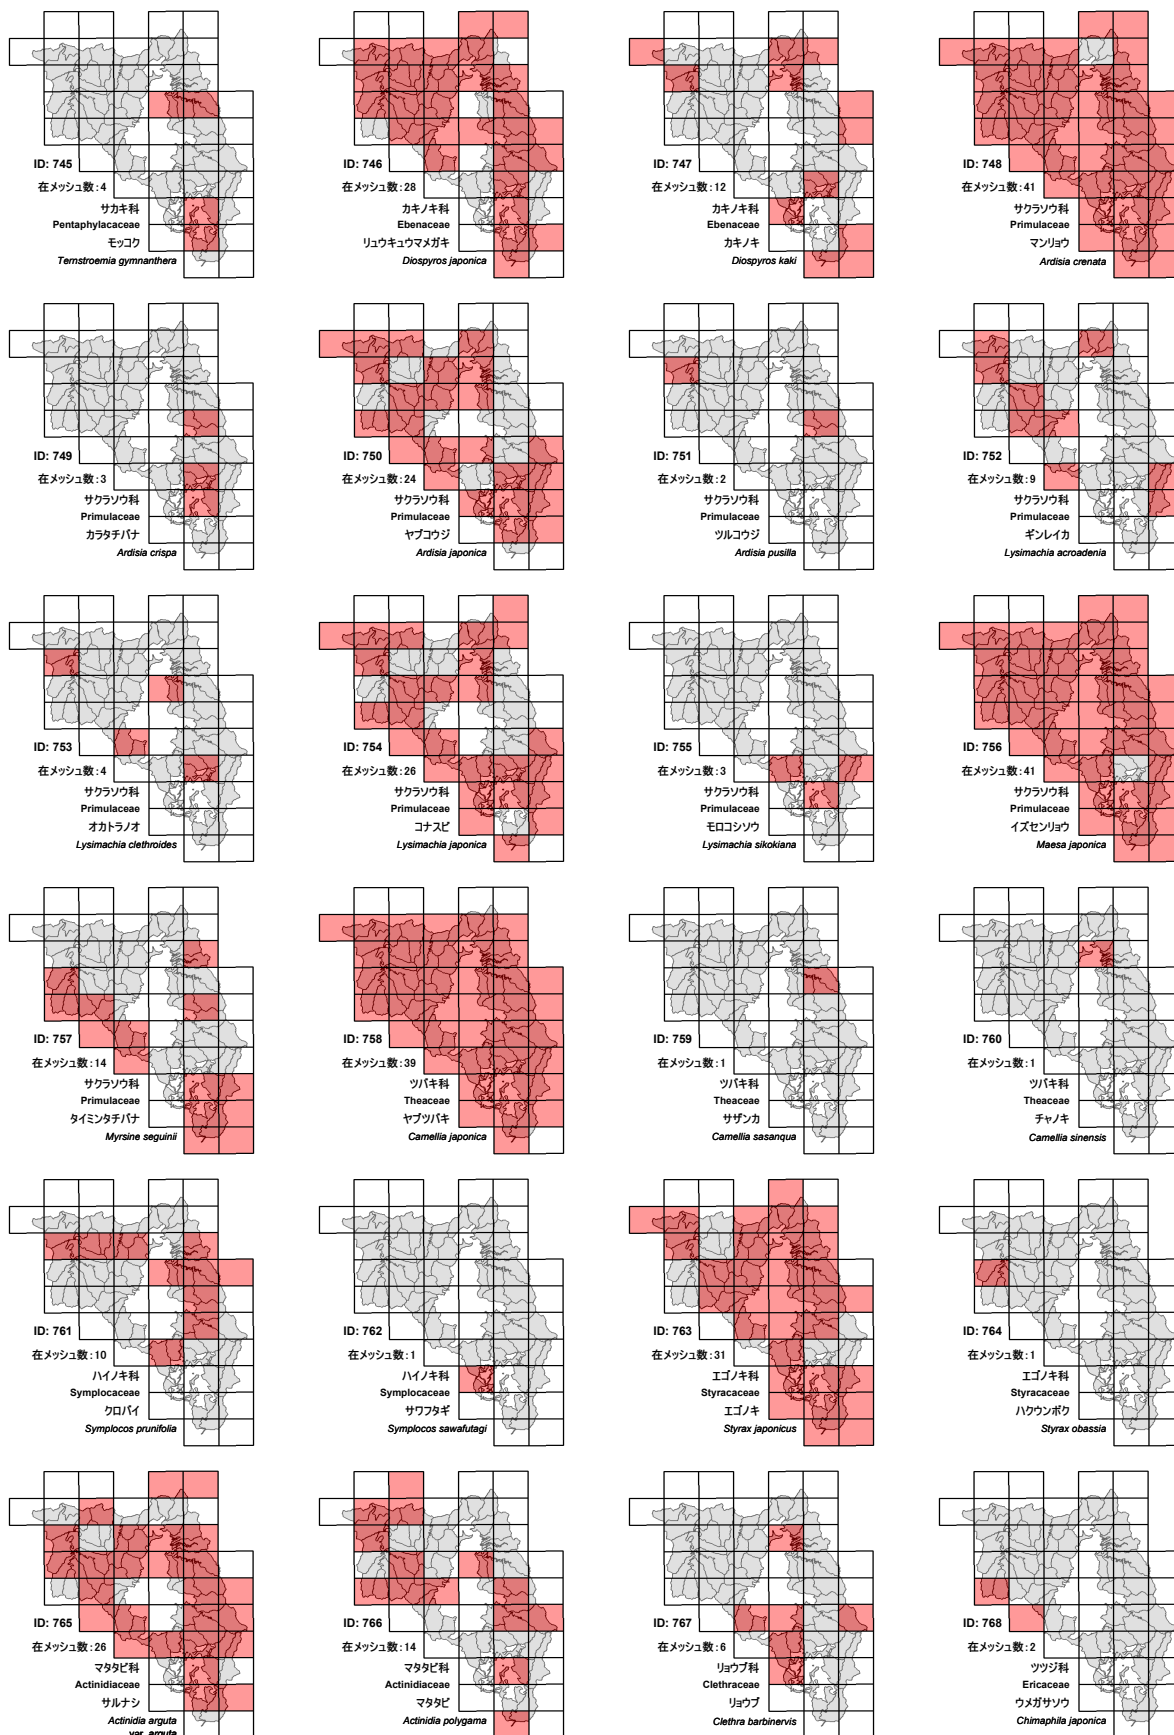 ID: 745
在メッシュ数:4
サカキ科
Pentaphylacaceae
モッコク
Ternstroemia gymnanthera
ID: 746
在メッシュ数:28
カキノキ科
Ebenaceae
リュウキュウマメガキ
Diospyros japonica
ID: 747
在メッシュ数:12
カキノキ科
Ebenaceae
カキノキ
Diospyros kaki
ID: 748
在メッシュ数:41
サクラソウ科
Primulaceae
マンリョウ
Ardisia crenata
ID: 749
在メッシュ数:3
サクラソウ科
Primulaceae
カラタチバナ
Ardisia crispa
ID: 750
在メッシュ数:24
サクラソウ科
Primulaceae
ヤブコウジ
Ardisia japonica
ID: 751
在メッシュ数:2
サクラソウ科
Primulaceae
ツルコウジ
Ardisia pusilla
ID: 752
在メッシュ数:9
サクラソウ科
Primulaceae
ギンレイカ
Lysimachia acroadenia
ID: 753
在メッシュ数:4
サクラソウ科
Primulaceae
オカトラノオ
Lysimachia clethroides
ID: 754
在メッシュ数:26
サクラソウ科
Primulaceae
コナスビ
Lysimachia japonica
ID: 755
在メッシュ数:3
サクラソウ科
Primulaceae
モロコシソウ
Lysimachia sikokiana
ID: 756
在メッシュ数:41
サクラソウ科
Primulaceae
イズセンリョウ
Maesa japonica
ID: 757
在メッシュ数:14
サクラソウ科
Primulaceae
タイミンタチバナ
Myrsine seguinii
ID: 758
在メッシュ数:39
ツバキ科
Theaceae
ヤブツバキ
Camellia japonica
ID: 759
在メッシュ数:1
ツバキ科
Theaceae
サザンカ
Camellia sasanqua
ID: 760
在メッシュ数:1
ツバキ科
Theaceae
チャノキ
Camellia sinensis
ID: 761
在メッシュ数:10
ハイノキ科
Symplocaceae
クロバイ
Symplocos prunifolia
ID: 762
在メッシュ数:1
ハイノキ科
Symplocaceae
サワフタギ
Symplocos sawafutagi
ID: 763
在メッシュ数:31
エゴノキ科
Styracaceae
エゴノキ
Styrax japonicus
ID: 764
在メッシュ数:1
エゴノキ科
Styracaceae
ハクウンボク
Styrax obassia
ID: 765
在メッシュ数:26
マタタビ科
Actinidiaceae
サルナシ
Actinidia arguta
var. arguta
ID: 766
在メッシュ数:14
マタタビ科
Actinidiaceae
マタタビ
Actinidia polygama
ID: 767
在メッシュ数:6
リョウブ科
Clethraceae
リョウブ
Clethra barbinervis
ID: 768
在メッシュ数:2
ツツジ科
Ericaceae
ウメガサソウ
Chimaphila japonica